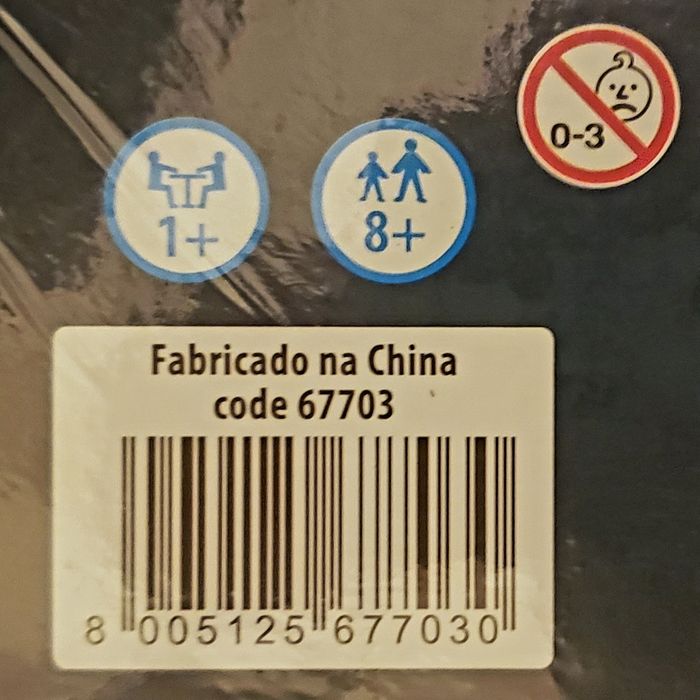 0-3
1+
8+
Fabricado na China
code 67703
8 005125 677030